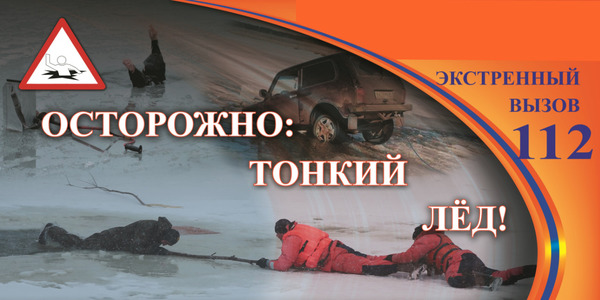 ЭКСТРЕННЫЙ
ВЫЗОВ
112
ОСТОРОЖНО:
ТОНКИЙ
ЛЁД!